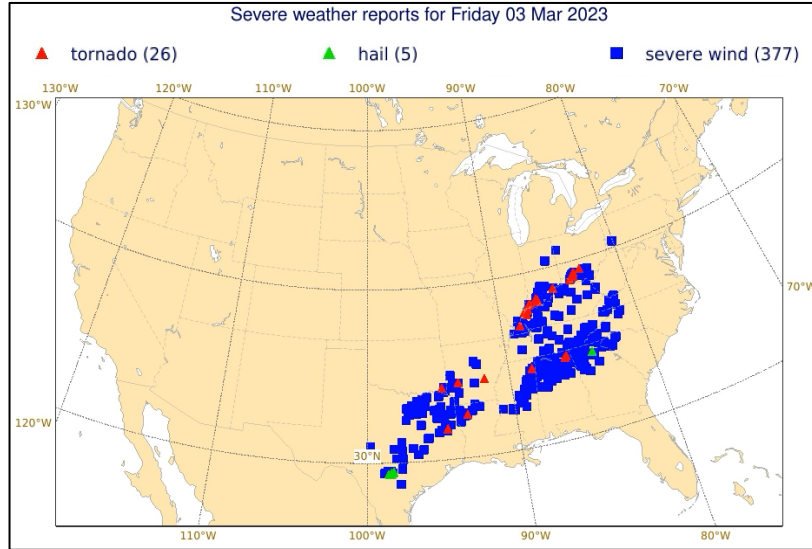 Severe weather reports for Friday 03 Mar 2023
tornado (26) hail (5) severe wind (377)
130°W 120°W 110°W 100°W 90°W 80°W 70°W
130°W
70°W
120°W
30°N
110°W 100°W 90°W 80°W